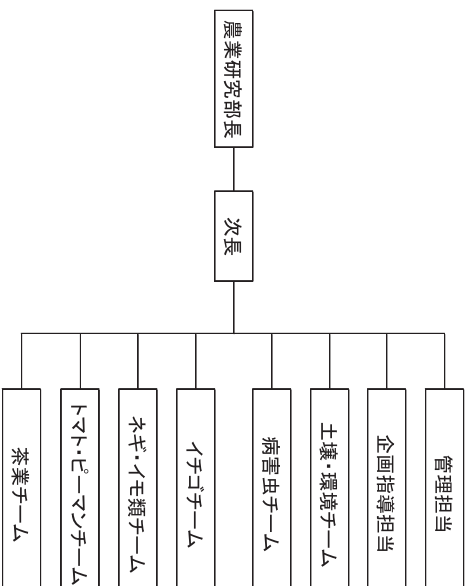 農業研究部長
次長
管理担当
企画指導担当
土壌・環境チーム
病害虫チーム
イチゴチーム
ネギ・イモ類チーム
トマト・ピーマンチーム
茶業チーム